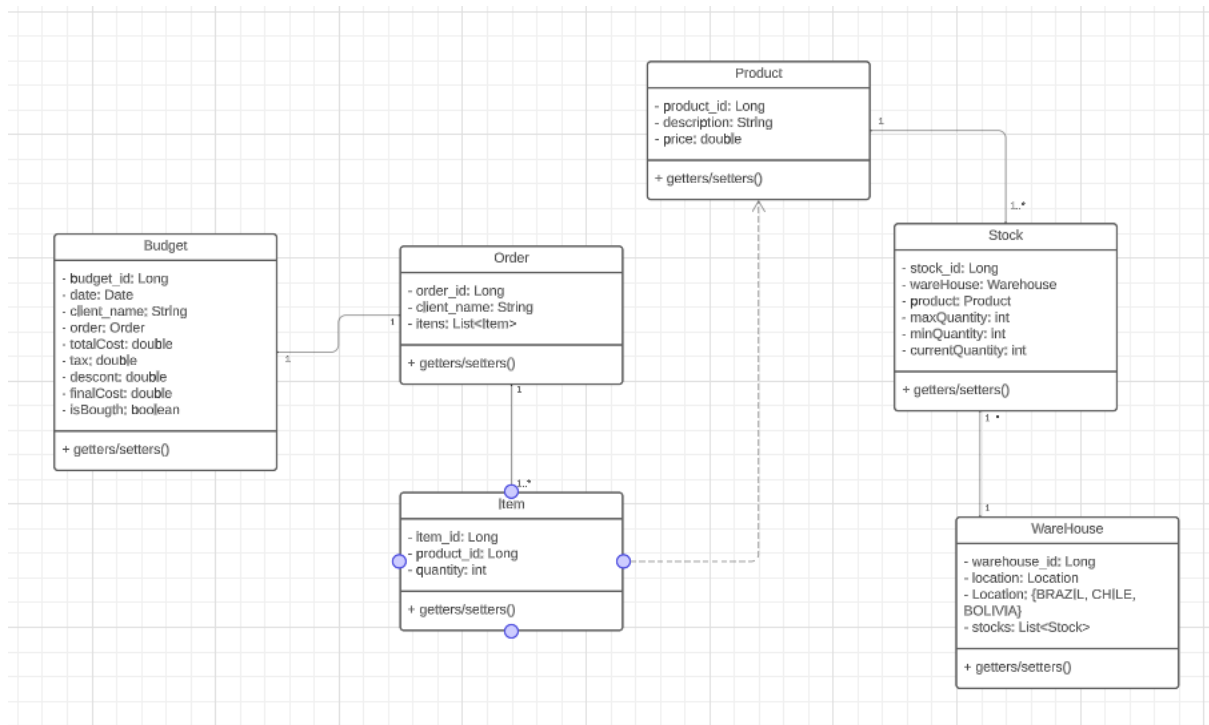 Product
- product_id: Long
- description: String
- price: double
+ getters/setters()
1
1..*
Stock
- stock_id: Long
- wareHouse: Warehouse
- product: Product
- maxQuantity: int
- minQuantity: int
- currentQuantity: int
+ getters/setters()
1 *
1
WareHouse
- warehouse_id: Long
- location: Location
- Location: {BRAZIL, CHILE,
BOLIVIA}
- stocks: List<Stock>
+ getters/setters()
Budget
- budget_id: Long
- date: Date
- client_name: String
- order: Order
- totalCost: double
- tax: double
- descont: double
- finalCost: double
- isBougth: boolean
+ getters/setters()
1
1
Order
- order_id: Long
- client_name: String
- itens: List<Item>
+ getters/setters()
1
1..*
Item
- item_id: Long
- product_id: Long
- quantity: int
+ getters/setters()